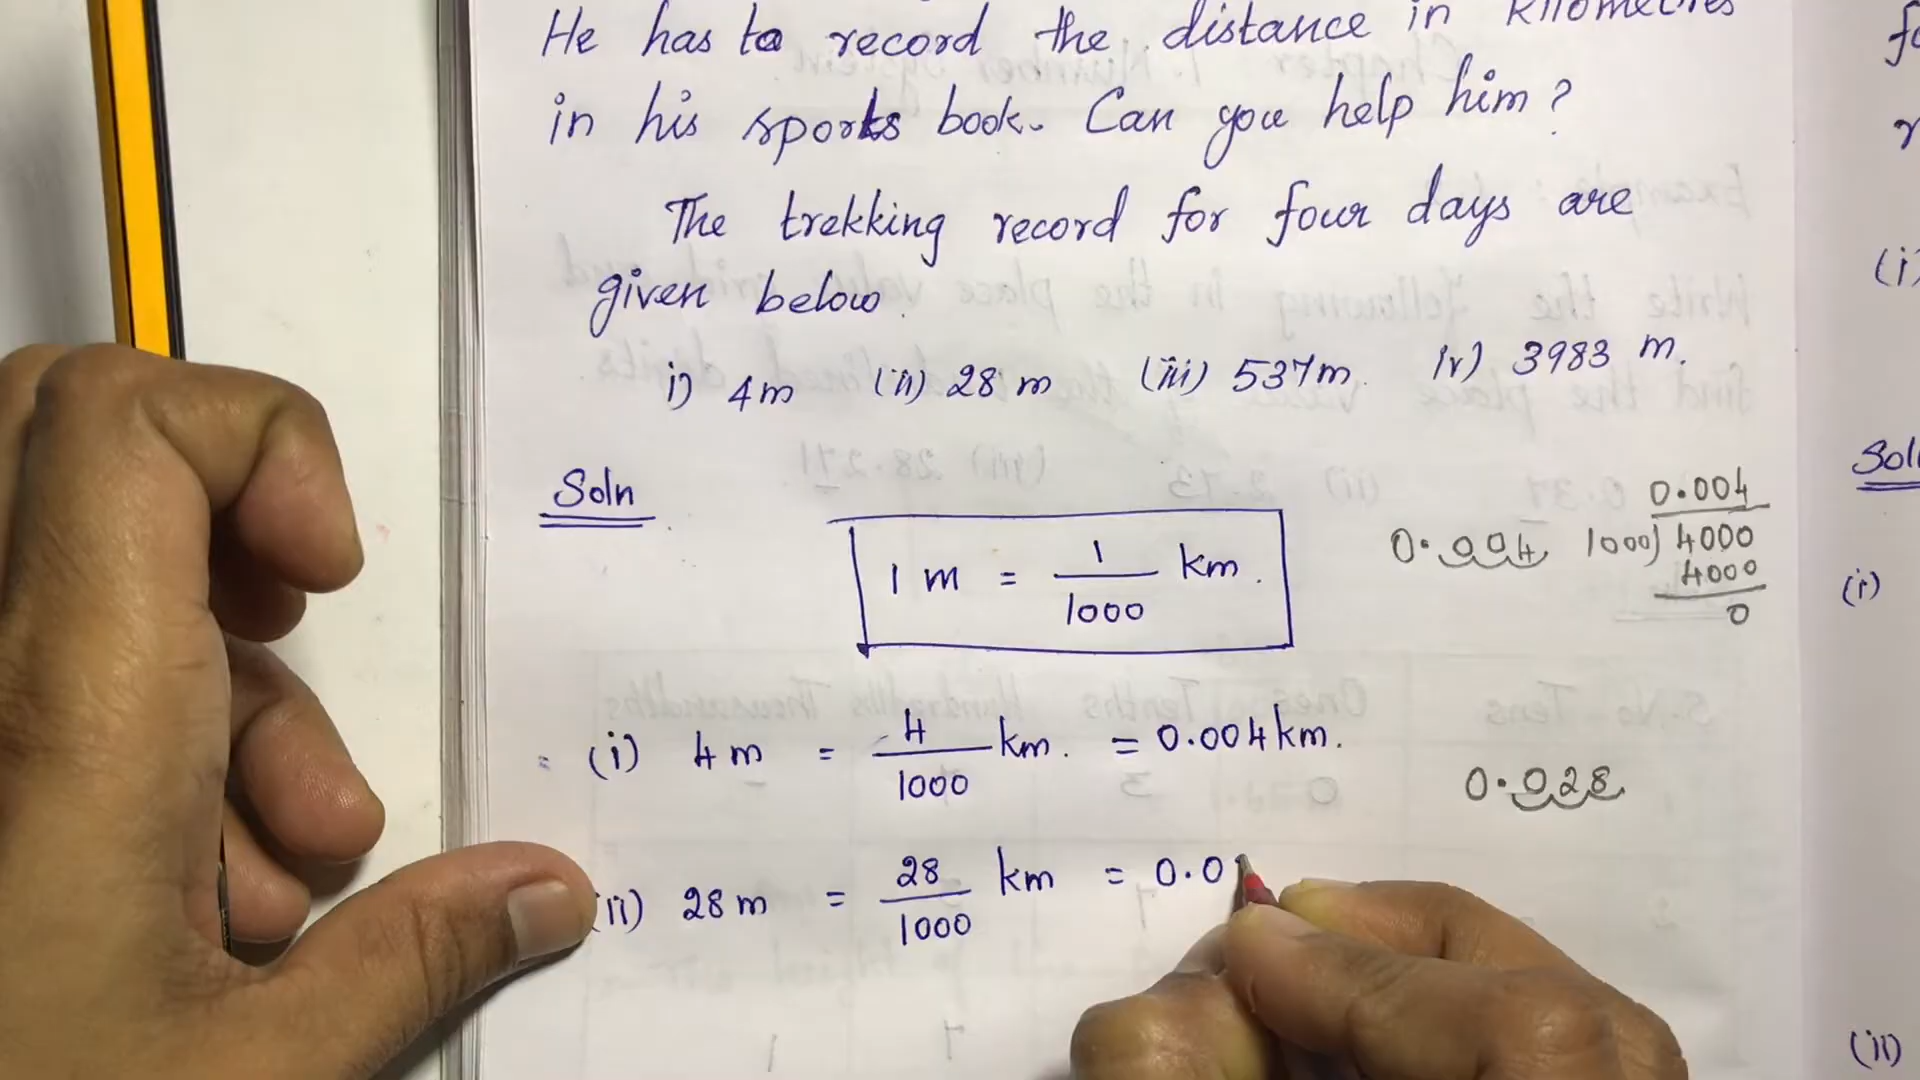 He has to record the distance in kilometres
in his sports book. Can you help him?
The trekking record for four days are
given below.
i) 4m (ii) 28 m (iii) 537m. iv) 3983 m.
Soln
1 m = 1/1000 km.
0.004
0.004 1000) 4000
4000
0
(i) 4 m = 4/1000 km. = 0.004 km.
0.028
(ii) 28 m = 28/1000 km = 0.0
(i)
Soln
(i)
(ii)